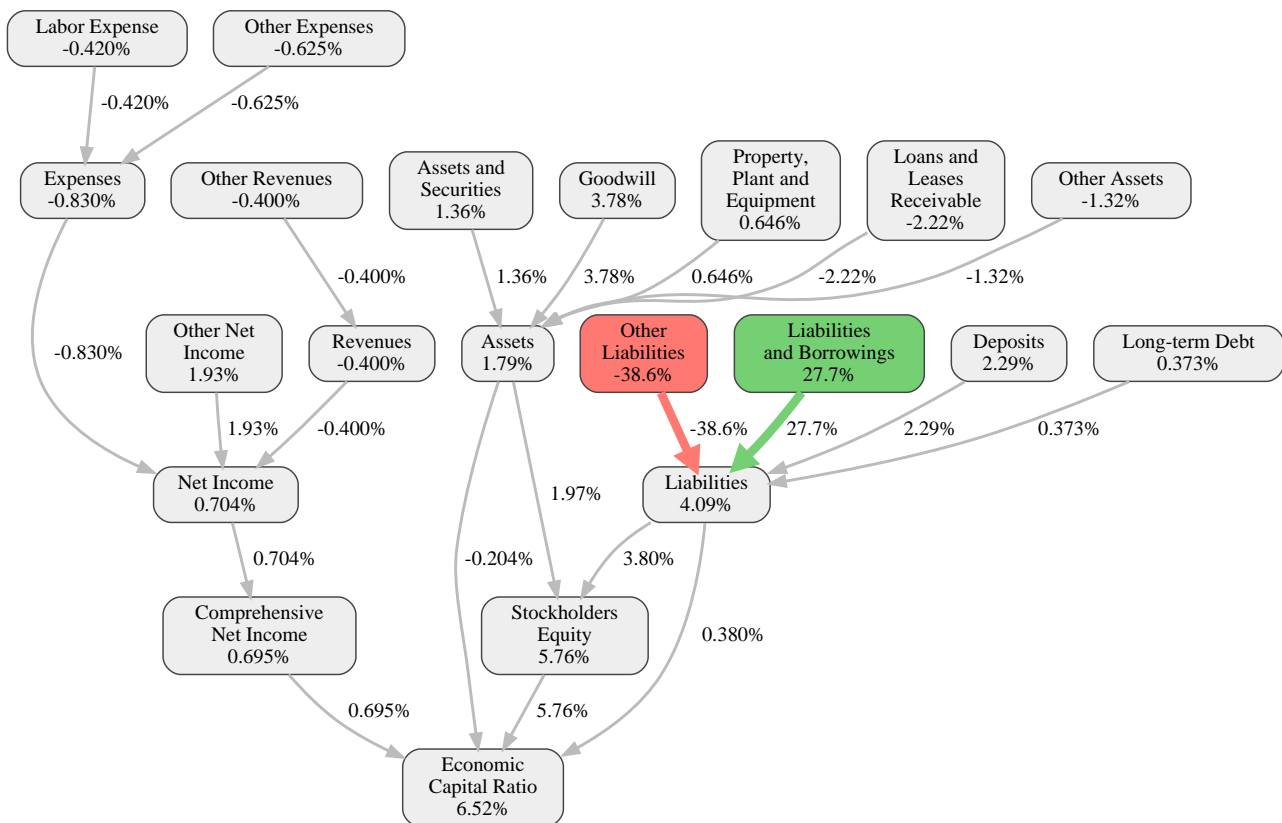 Labor Expense
-0.420%
Other Expenses
-0.625%
-0.420%
-0.625%
Expenses
-0.830%
Other Revenues
-0.400%
Assets and
Securities
1.36%
Goodwill
3.78%
Property,
Plant and
Equipment
0.646%
Loans and
Leases
Receivable
-2.22%
Other Assets
-1.32%
-0.400%
1.36%
3.78%
0.646%
-2.22%
-1.32%
-0.830%
Other Net
Income
1.93%
Revenues
-0.400%
Assets
1.79%
Other
Liabilities
-38.6%
Liabilities
and Borrowings
27.7%
Deposits
2.29%
Long-term Debt
0.373%
1.93%
-0.400%
-38.6%
27.7%
2.29%
0.373%
Net Income
0.704%
1.97%
Liabilities
4.09%
0.704%
-0.204%
3.80%
Comprehensive
Net Income
0.695%
Stockholders
Equity
5.76%
0.380%
0.695%
5.76%
Economic
Capital Ratio
6.52%